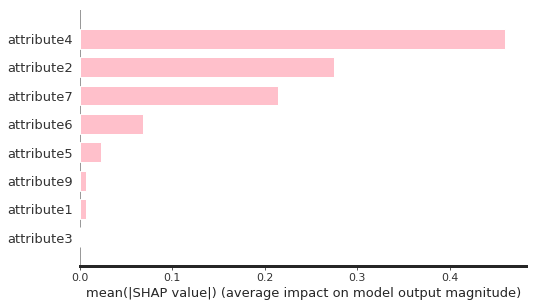 attribute4
attribute2
attribute7
attribute6
attribute5
attribute9
attribute1
attribute3
0.0 0.1 0.2 0.3 0.4
mean(|SHAP value|) (average impact on model output magnitude)